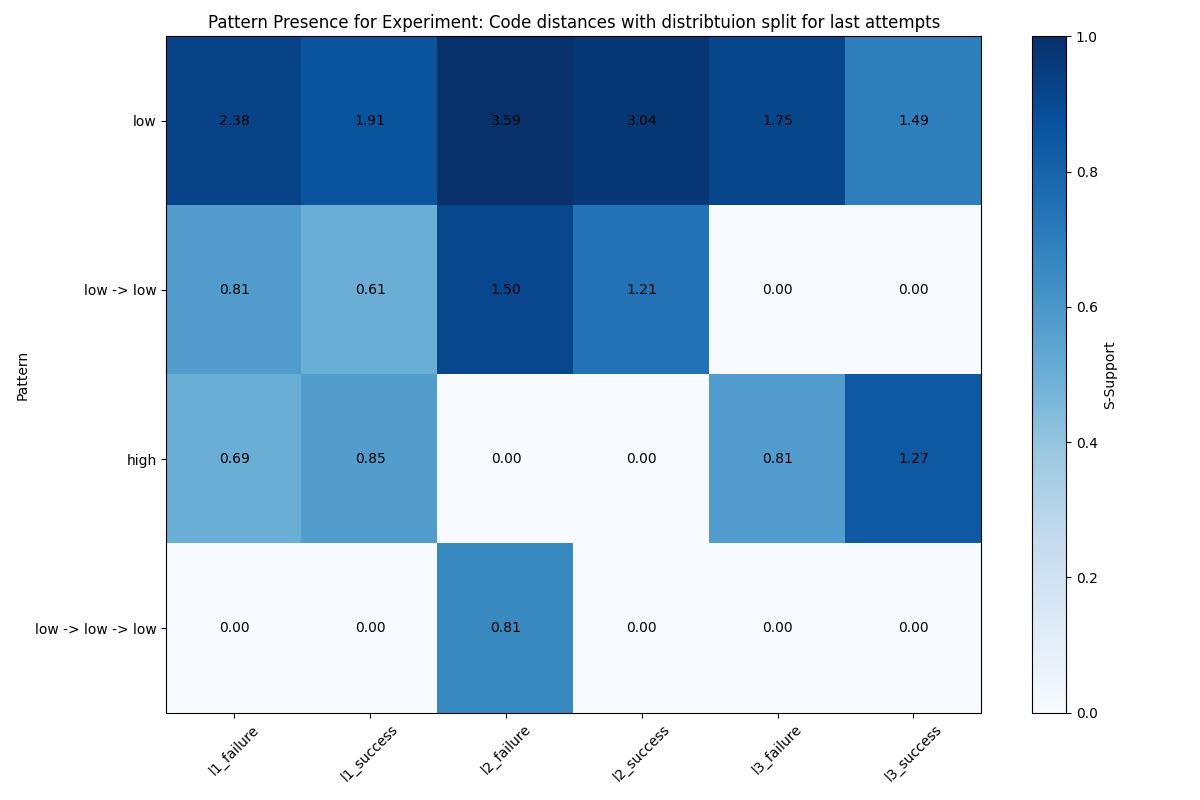 Pattern Presence for Experiment: Code distances with distribtuion split for last attempts
Pattern
low
2.38 1.91 3.59 3.04 1.75 1.49
low -> low
0.81 0.61 1.50 1.21 0.00 0.00
high
0.69 0.85 0.00 0.00 0.81 1.27
low -> low -> low
0.00 0.00 0.81 0.00 0.00 0.00
l1_failure
l1_success
l2_failure
l2_success
l3_failure
l3_success
1.0
0.8
0.6
0.4
0.2
0.0
S-Support